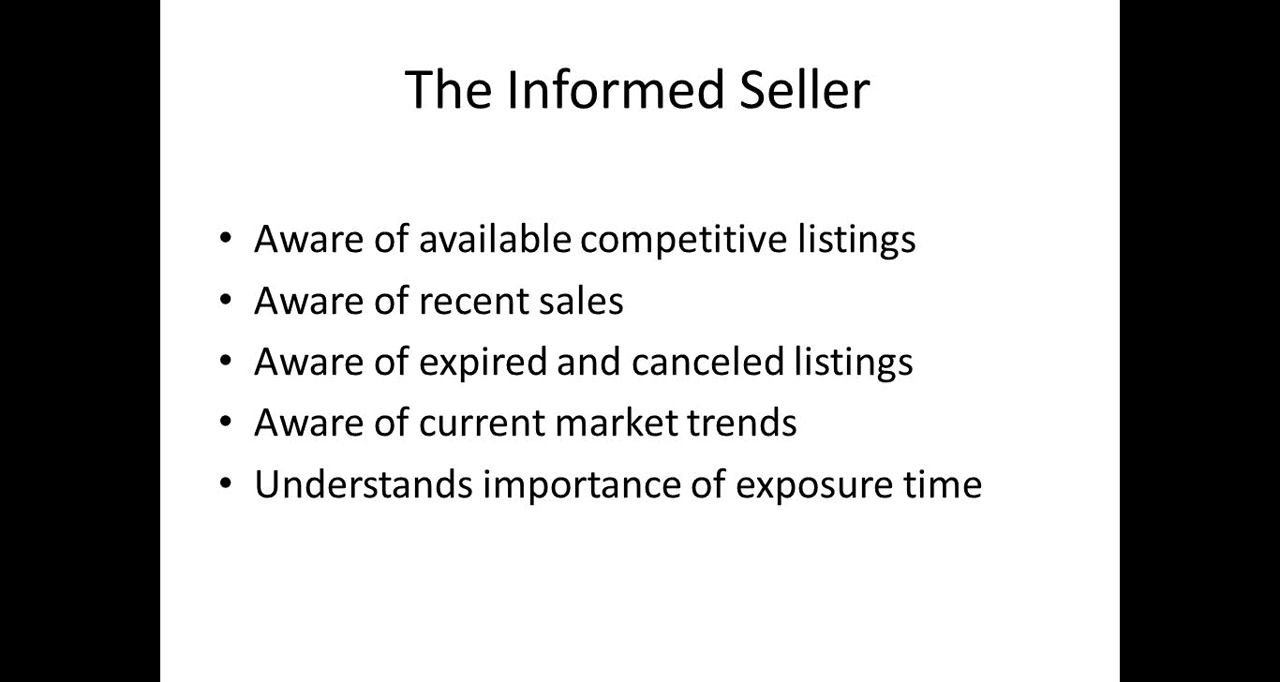 The Informed Seller
• Aware of available competitive listings
• Aware of recent sales
• Aware of expired and canceled listings
• Aware of current market trends
• Understands importance of exposure time